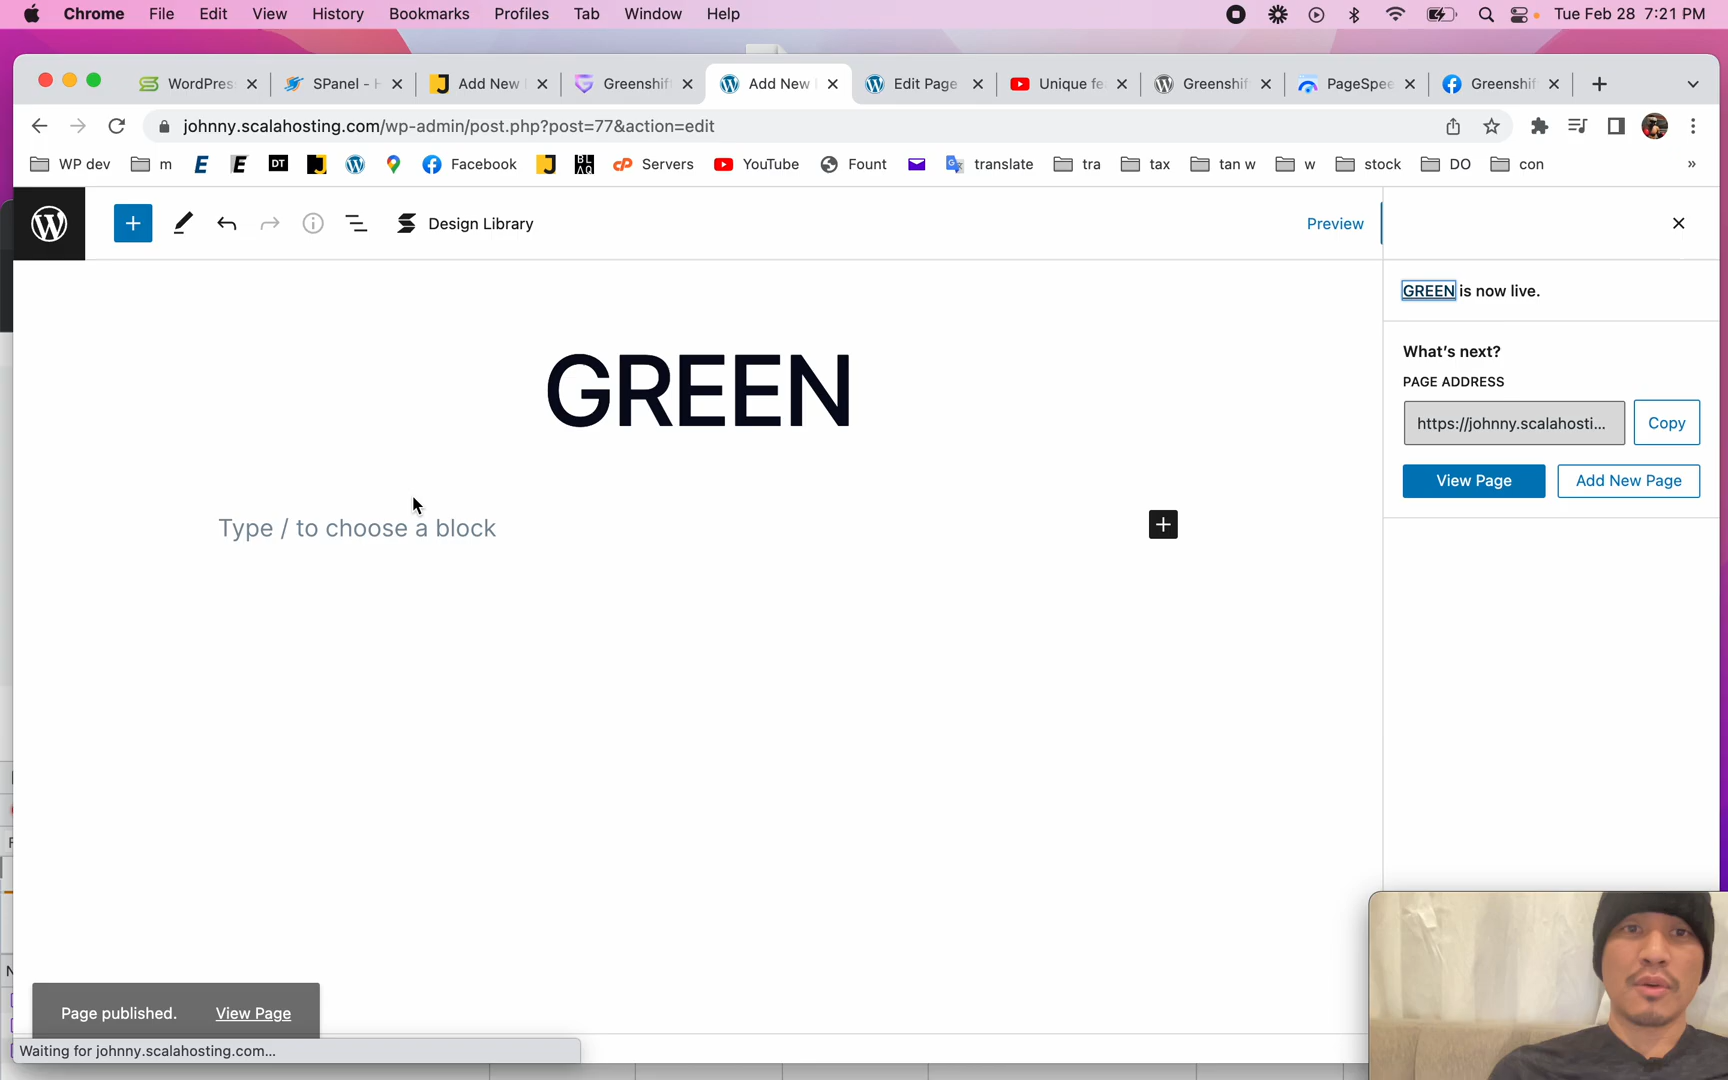 Chrome File Edit View History Bookmarks Profiles Tab Window Help Tue Feb 28 7:21 PM
WordPres SPanel - H Add New Greenshif Add New Edit Page Unique fe Greenshif PageSpee Greenshif
johnny.scalahosting.com/wp-admin/post.php?post=77&action=edit
WP dev m DT Facebook Servers YouTube Fount translate tra tax tan w w stock DO con »
Design Library Preview
GREEN is now live.
What's next?
PAGE ADDRESS
https://johnny.scalahosti... Copy
View Page Add New Page
GREEN
Type / to choose a block
Page published. View Page
Waiting for johnny.scalahosting.com...